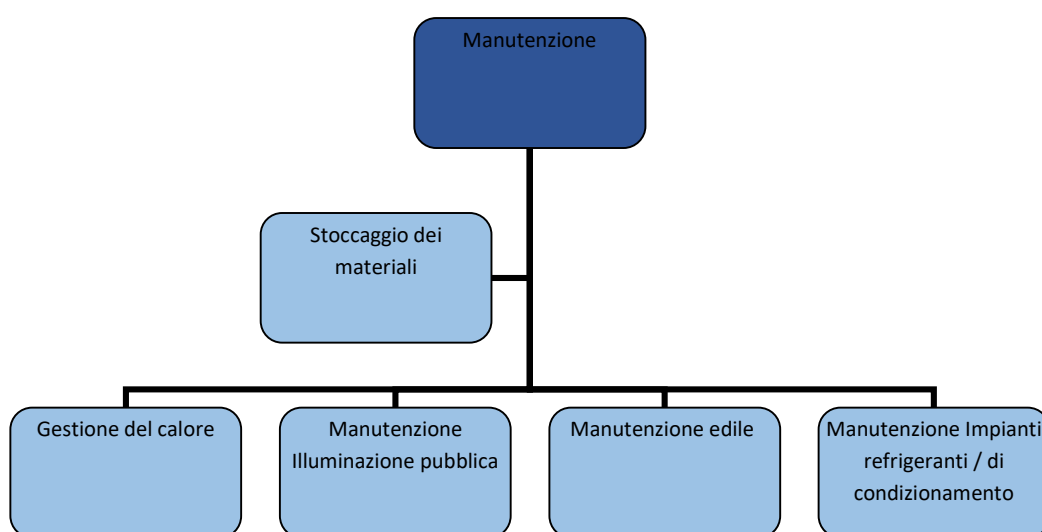 Manutenzione
Stoccaggio dei
materiali
Gestione del calore
Manutenzione
Illuminazione pubblica
Manutenzione edile
Manutenzione Impianti
refrigeranti / di
condizionamento